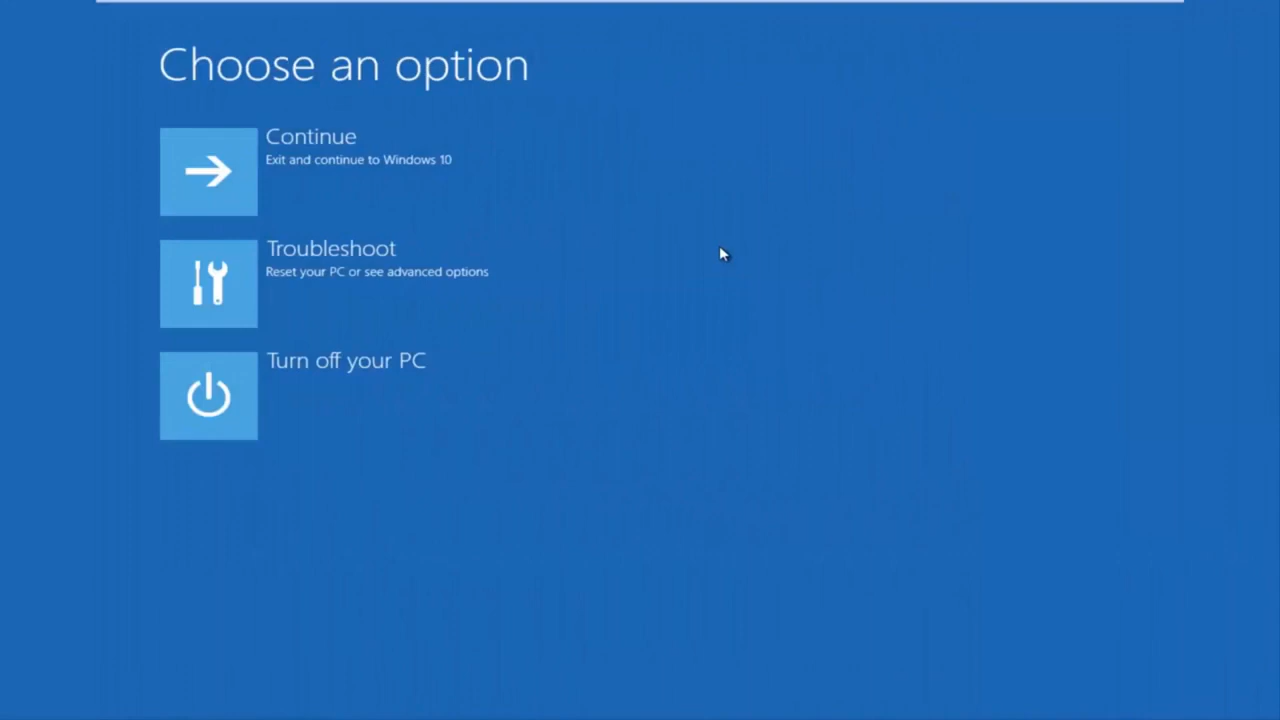 Choose an option
Continue
Exit and continue to Windows 10
Troubleshoot
Reset your PC or see advanced options
Turn off your PC